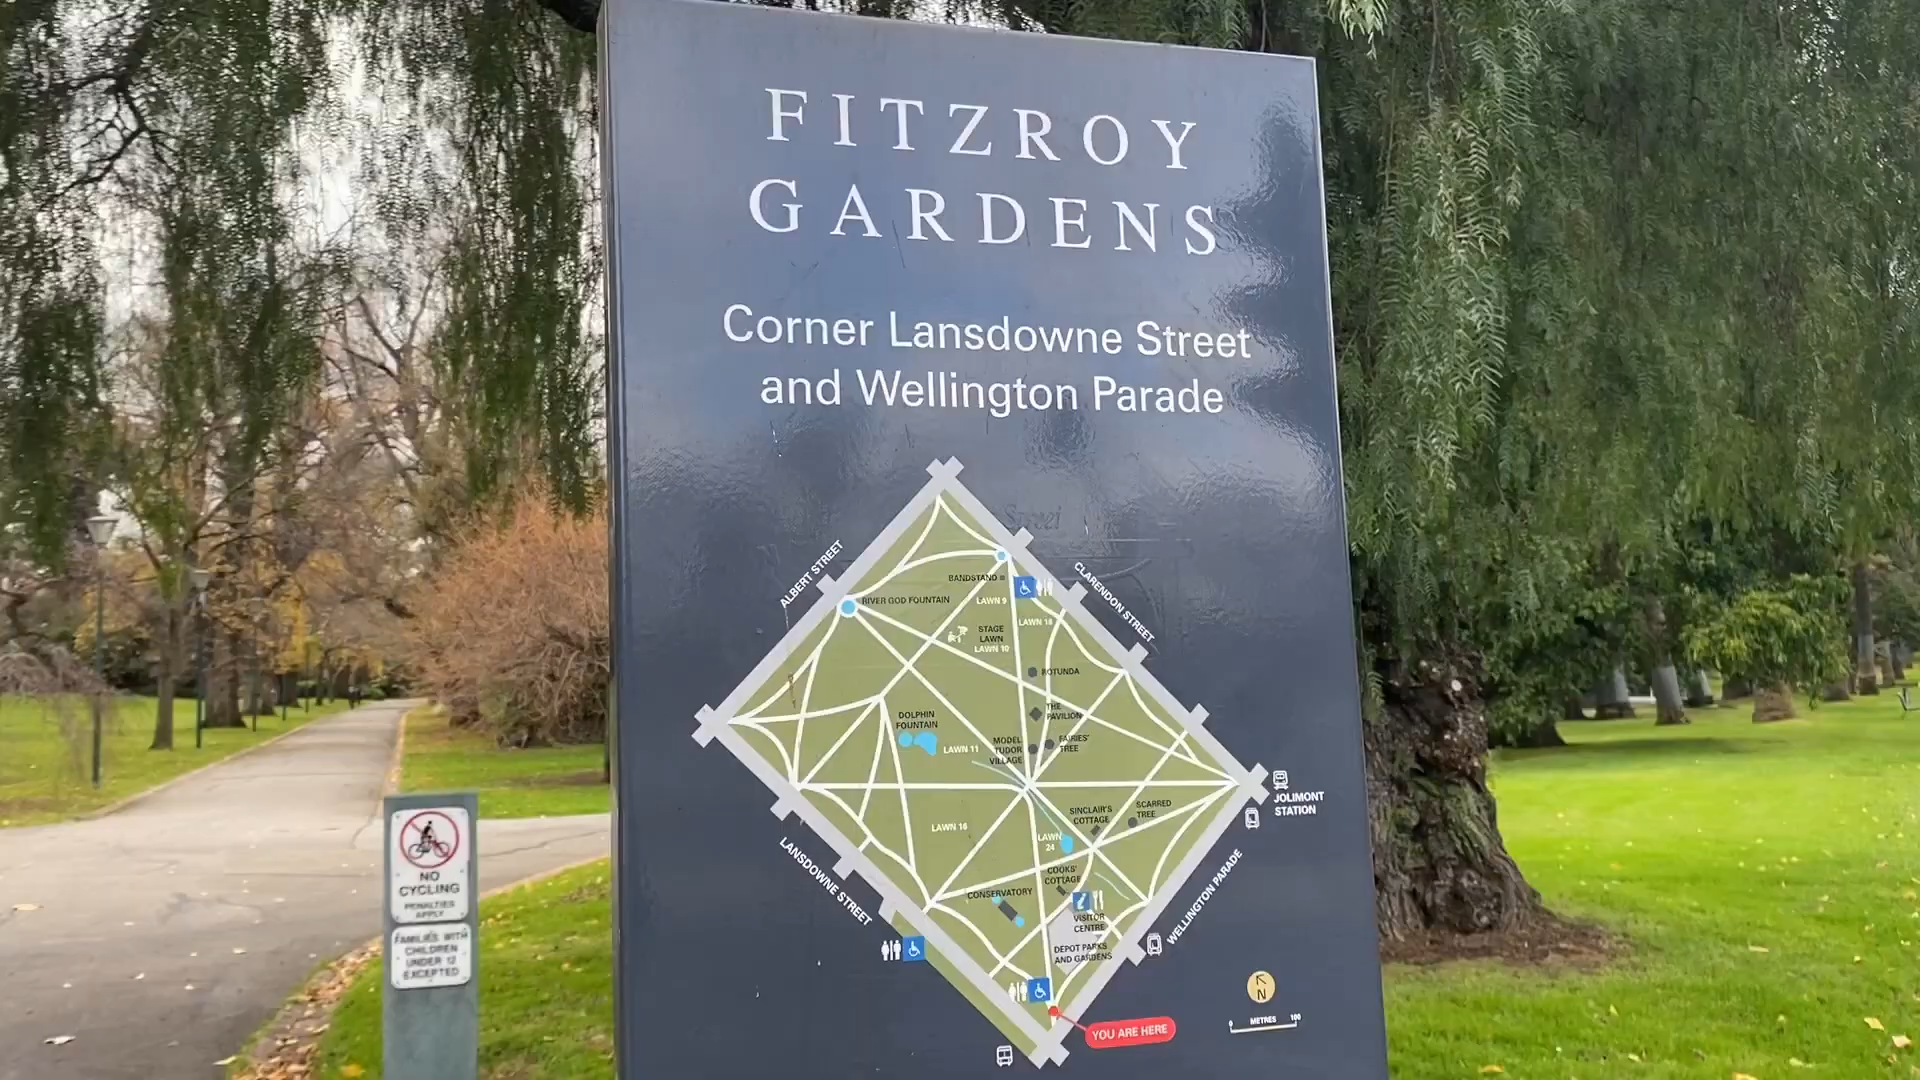 FITZROY
GARDENS
Corner Lansdowne Street
and Wellington Parade
Street
ALBERT STREET
CLARENDON STREET
BANDSTAND
RIVER GOD FOUNTAIN
LAWN 9
LAWN 18
STAGE
LAWN
LAWN 10
ROTUNDA
THE
PAVILION
DOLPHIN
FOUNTAIN
LAWN 11
MODEL
TUDOR
VILLAGE
FAIRIES'
TREE
JOLIMONT
STATION
SINCLAIR'S
COTTAGE
SCARRED
TREE
LAWN 16
LAWN
24
COOKS'
COTTAGE
CONSERVATORY
VISITOR
CENTRE
DEPOT PARKS
AND GARDENS
LANSDOWNE STREET
WELLINGTON PARADE
YOU ARE HERE
N
METRES
0 100
NO
CYCLING
PENALTIES
APPLY
FAMILIES WITH
CHILDREN
UNDER 12
EXCEPTED